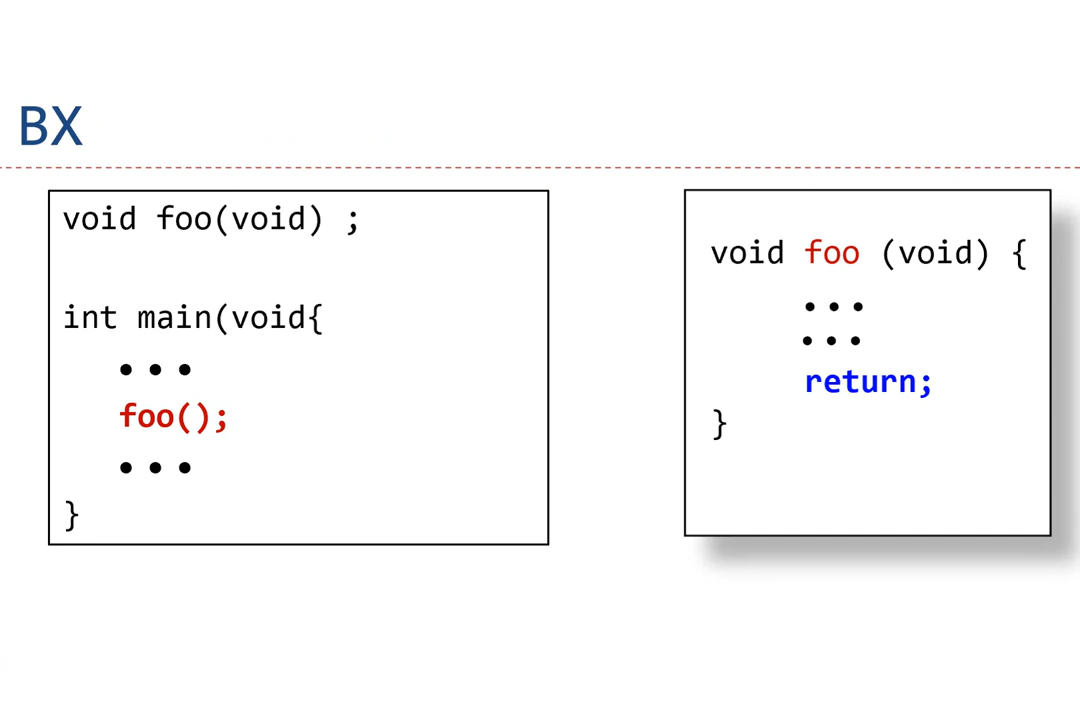 BX
void foo(void) ;
int main(void{
•••
foo();
•••
}
void foo (void) {
•••
•••
return;
}